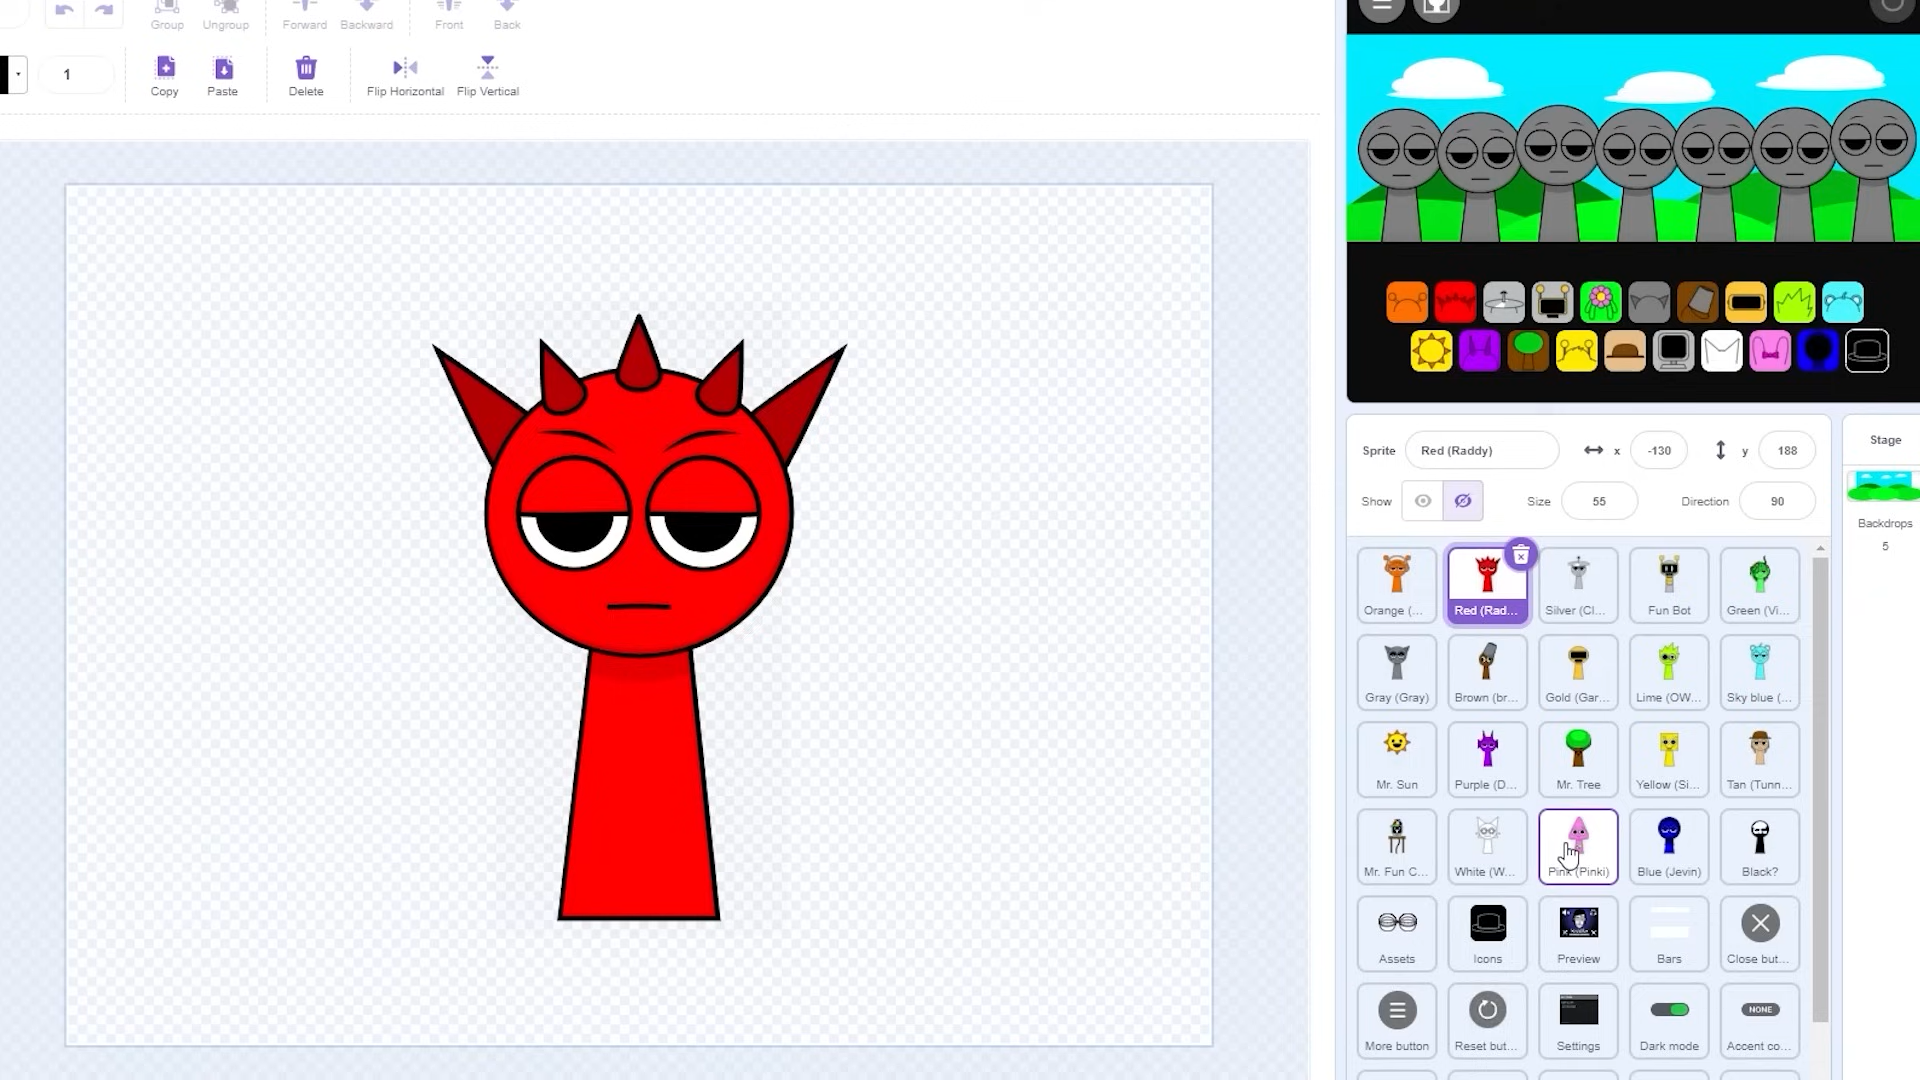 Group Ungroup Forward Backward Front Back
1 Copy Paste Delete Flip Horizontal Flip Vertical
Sprite Red (Raddy) x -130 y 188
Show Size 55 Direction 90
Stage
Backdrops
5
Orange (... Red (Rad... Silver (Cl... Fun Bot Green (Vi...
Gray (Gray) Brown (br... Gold (Gar... Lime (OW... Sky blue (...
Mr. Sun Purple (D... Mr. Tree Yellow (Si... Tan (Tunn...
Mr. Fun C... White (W... Pink (Pinki) Blue (Jevin) Black?
Assets Icons Preview Bars Close but...
NONE
More button Reset but... Settings Dark mode Accent co...